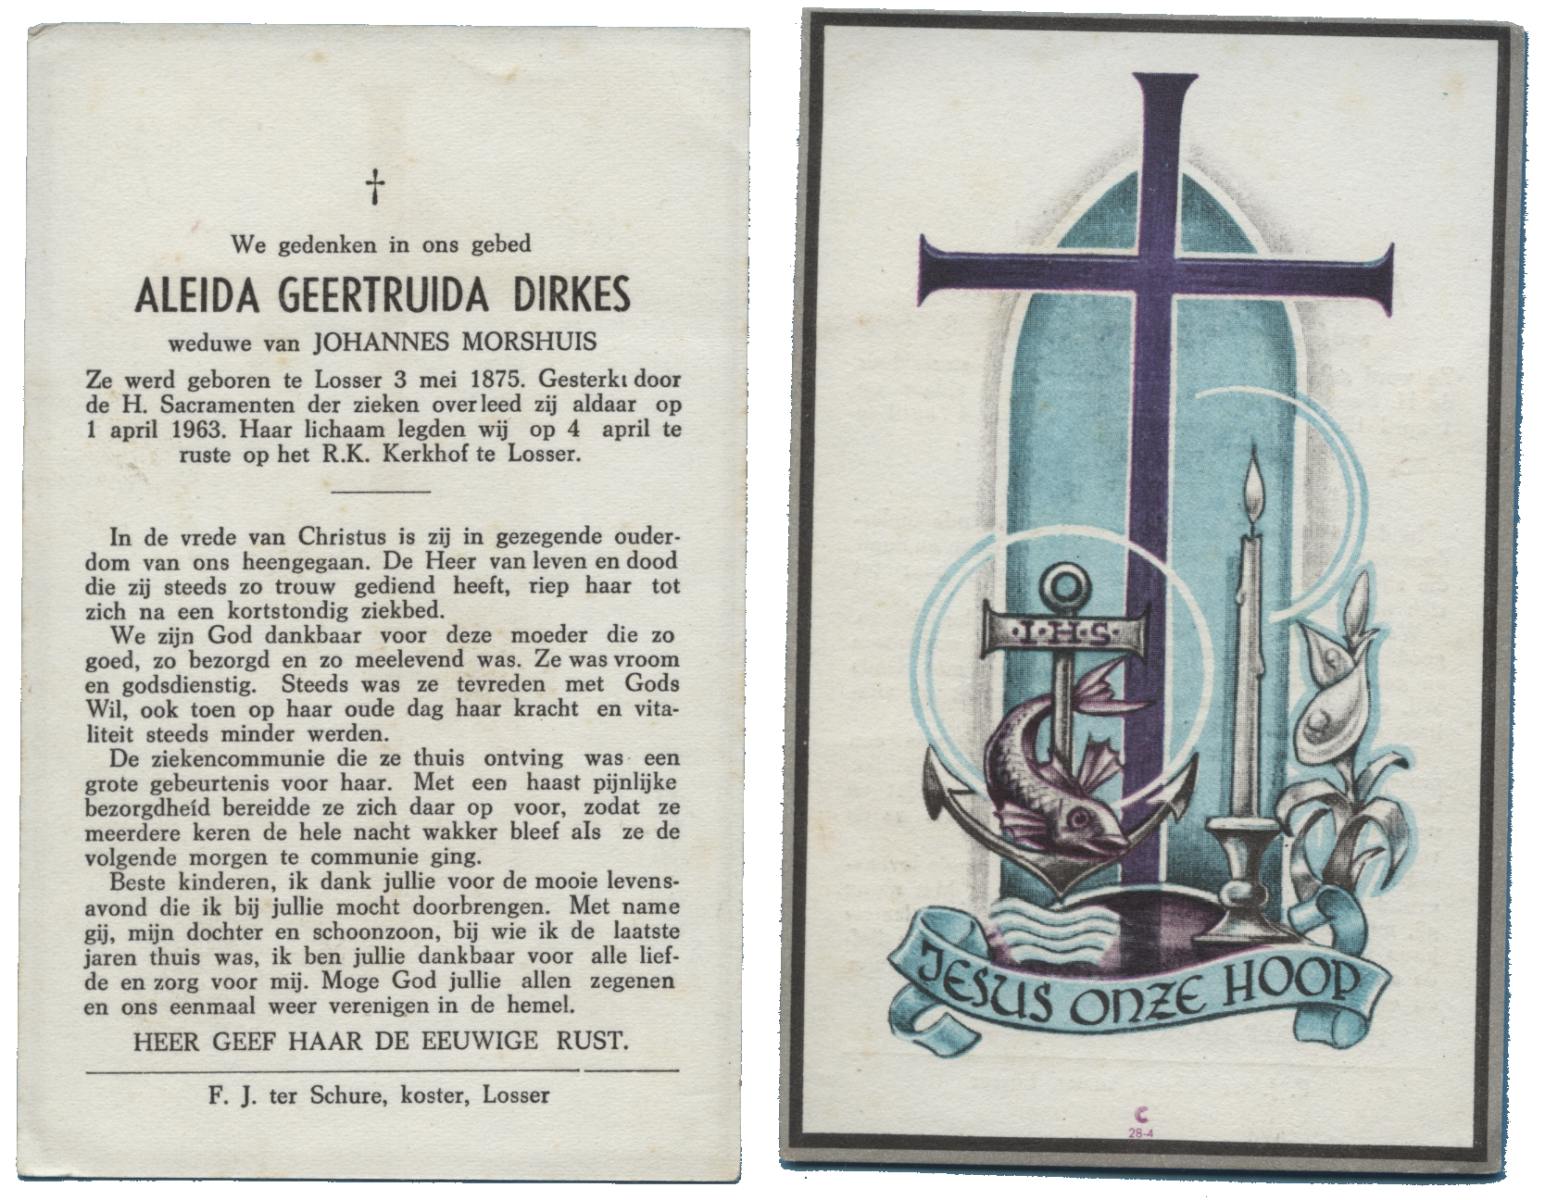 We gedenken in ons gebed
ALEIDA GEERTRUIDA DIRKES
weduwe van JOHANNES MORSHUIS
Ze werd geboren te Losser 3 mei 1875. Gesterkt door
de H. Sacramenten der zieken overleed zij aldaar op
1 april 1963. Haar lichaam legden wij op 4 april te
ruste op het R.K. Kerkhof te Losser.
In de vrede van Christus is zij in gezegende ouder-
dom van ons heengegaan. De Heer van leven en dood
die zij steeds zo trouw gediend heeft, riep haar tot
zich na een kortstondig ziekbed.
We zijn God dankbaar voor deze moeder die zo
goed, zo bezorgd en zo meelevend was. Ze was vroom
en godsdienstig. Steeds was ze tevreden met Gods
Wil, ook toen op haar oude dag haar kracht en vita-
liteit steeds minder werden.
De ziekencommunie die ze thuis ontving was een
grote gebeurtenis voor haar. Met een haast pijnlijke
bezorgdheid bereidde ze zich daar op voor, zodat ze
meerdere keren de hele nacht wakker bleef als ze de
volgende morgen te communie ging.
Beste kinderen, ik dank jullie voor de mooie levens-
avond die ik bij jullie mocht doorbrengen. Met name
gij, mijn dochter en schoonzoon, bij wie ik de laatste
jaren thuis was, ik ben jullie dankbaar voor alle lief-
de en zorg voor mij. Moge God jullie allen zegenen
en ons eenmaal weer verenigen in de hemel.
HEER GEEF HAAR DE EEUWIGE RUST.
F. J. ter Schure, koster, Losser
·I·H·S·
JESUS ONZE HOOP
C
28-4